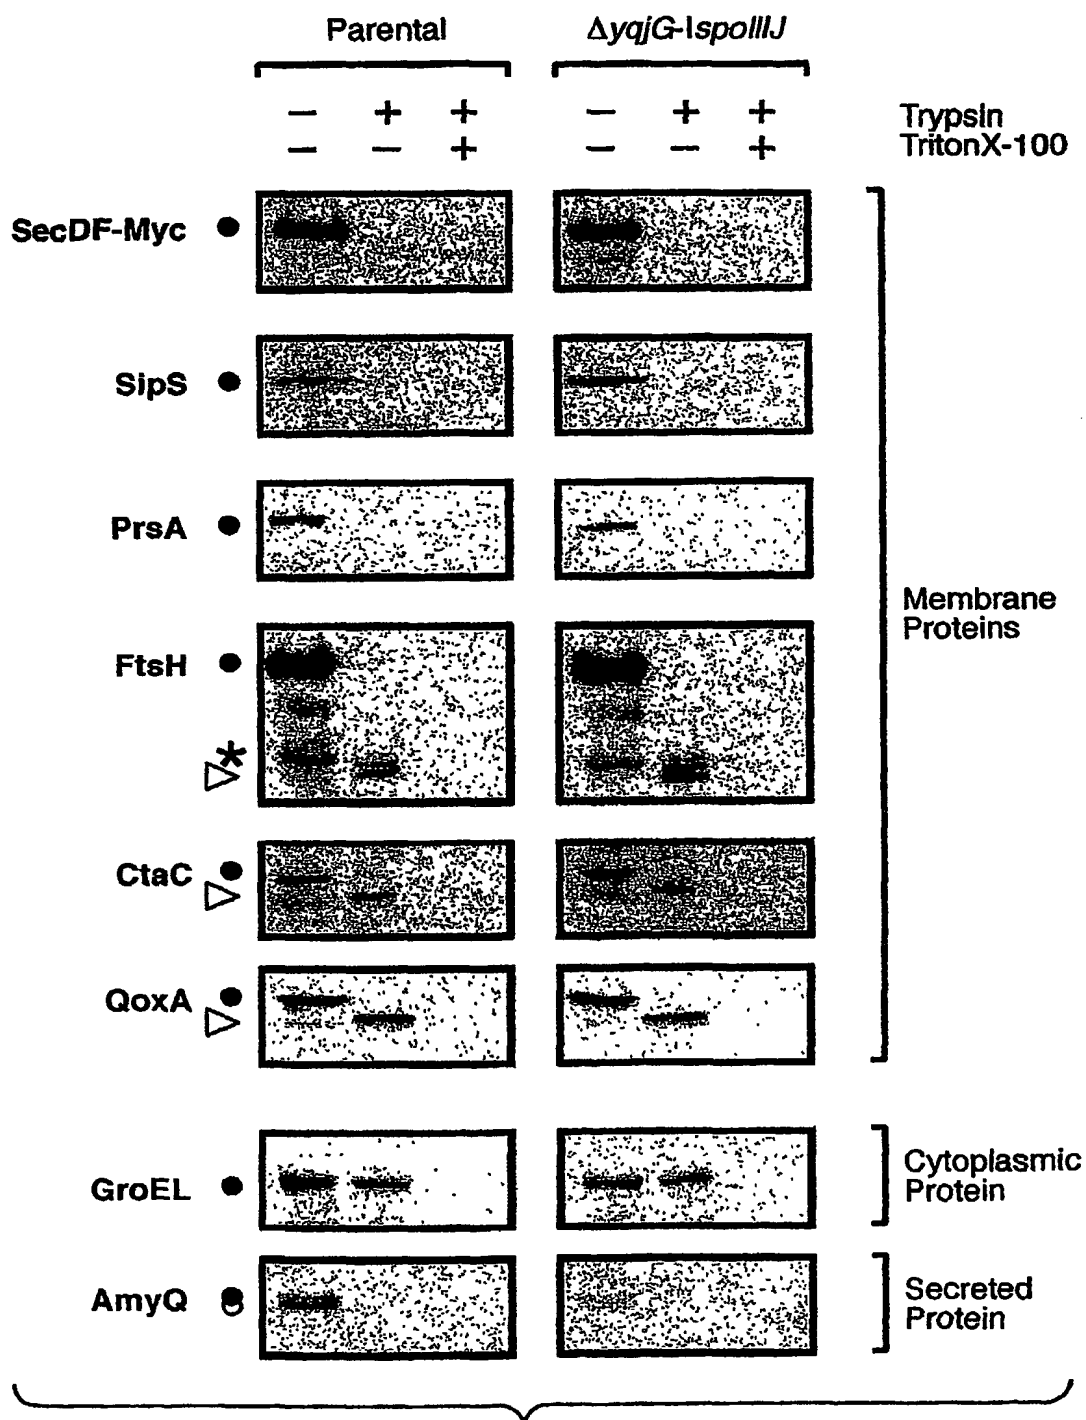 Parental ΔyqjG-IspoIIIJ
− + + − + + Trypsin
− − + − − + TritonX-100
SecDF-Myc
SipS
PrsA
FtsH
*
CtaC
QoxA
Membrane
Proteins
GroEL
Cytoplasmic
Protein
AmyQ
Secreted
Protein